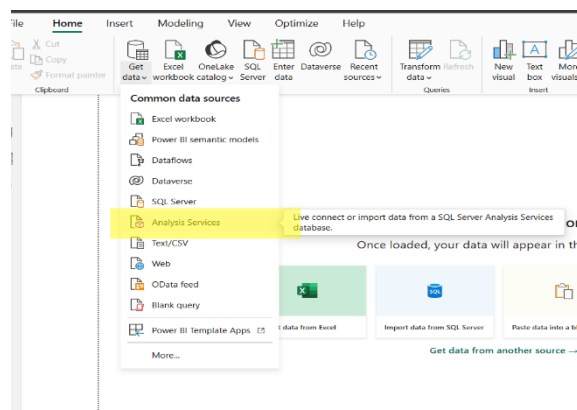 File Home Insert Modeling View Optimize Help
Cut
Copy
Format painter
Clipboard
Get data
Excel workbook
OneLake catalog
SQL Server
Enter data
Dataverse
Recent sources
Transform data
Refresh
Queries
New visual
Text box
More visuals
Insert
Common data sources
Excel workbook
Power BI semantic models
Dataflows
Dataverse
SQL Server
Analysis Services
Live connect or import data from a SQL Server Analysis Services
database.
Text/CSV
Once loaded, your data will appear in th
Web
OData feed
Blank query
SQL
data from Excel
Import data from SQL Server
Paste data into a bl
Power BI Template Apps
Get data from another source →
More...